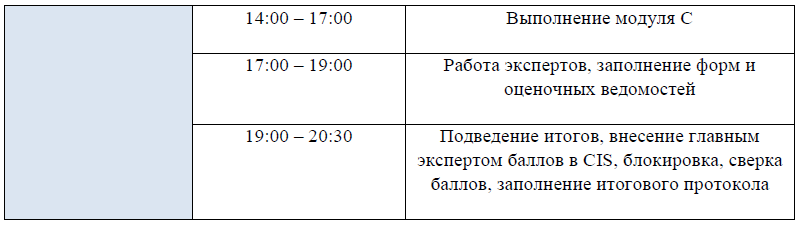 14:00 – 17:00 Выполнение модуля С
17:00 – 19:00 Работа экспертов, заполнение форм и
оценочных ведомостей
19:00 – 20:30 Подведение итогов, внесение главным
экспертом баллов в CIS, блокировка, сверка
баллов, заполнение итогового протокола